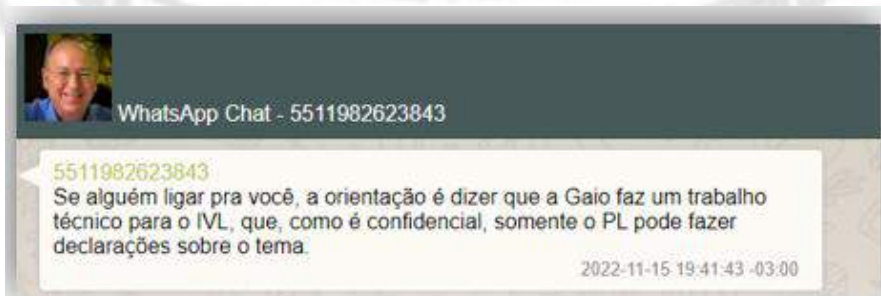 WhatsApp Chat - 5511982623843
5511982623843
Se alguém ligar pra você, a orientação é dizer que a Gaio faz um trabalho
técnico para o IVL, que, como é confidencial, somente o PL pode fazer
declarações sobre o tema.
2022-11-15 19:41:43 -03:00